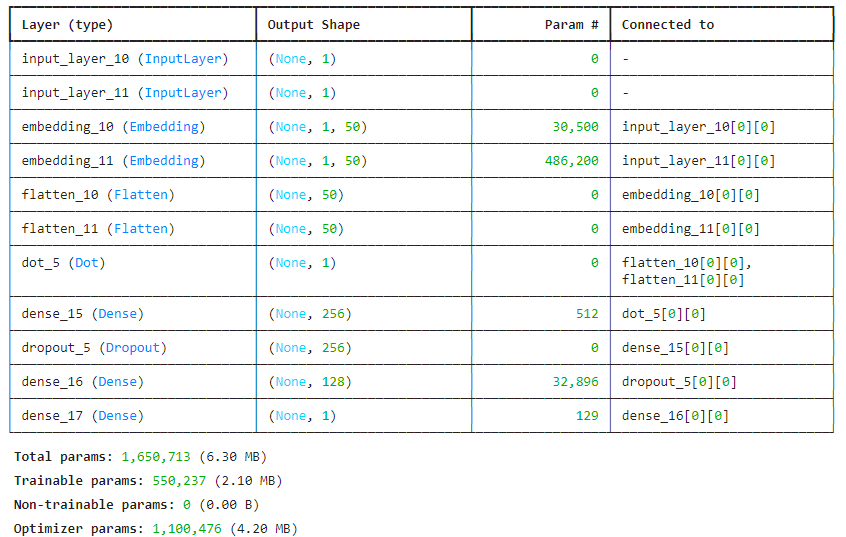 Layer (type) Output Shape Param # Connected to
input_layer_10 (InputLayer) (None, 1) 0 -
input_layer_11 (InputLayer) (None, 1) 0 -
embedding_10 (Embedding) (None, 1, 50) 30,500 input_layer_10[0][0]
embedding_11 (Embedding) (None, 1, 50) 486,200 input_layer_11[0][0]
flatten_10 (Flatten) (None, 50) 0 embedding_10[0][0]
flatten_11 (Flatten) (None, 50) 0 embedding_11[0][0]
dot_5 (Dot) (None, 1) 0 flatten_10[0][0],
flatten_11[0][0]
dense_15 (Dense) (None, 256) 512 dot_5[0][0]
dropout_5 (Dropout) (None, 256) 0 dense_15[0][0]
dense_16 (Dense) (None, 128) 32,896 dropout_5[0][0]
dense_17 (Dense) (None, 1) 129 dense_16[0][0]
Total params: 1,650,713 (6.30 MB)
Trainable params: 550,237 (2.10 MB)
Non-trainable params: 0 (0.00 B)
Optimizer params: 1,100,476 (4.20 MB)